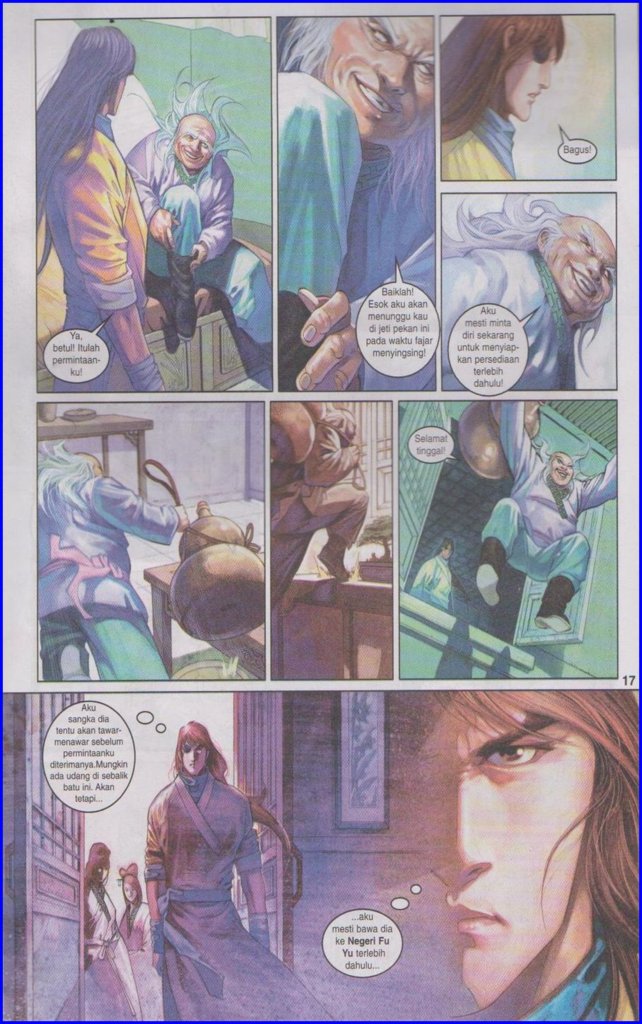 Ya,
betul! Itulah
permintaan-
ku!
Baiklah!
Esok aku akan
menunggu kau
di jeti pekan ini
pada waktu fajar
menyingsing!
Bagus!
Aku
mesti minta
diri sekarang
untuk menyiap-
kan persediaan
terlebih
dahulu!
Selamat
tinggal!
17
Aku
sangka dia
tentu akan tawar-
menawar sebelum
permintaanku
diterimanya.Mungkin
ada udang di sebalik
batu ini. Akan
tetapi...
...aku
mesti bawa dia
ke Negeri Fu
Yu terlebih
dahulu...